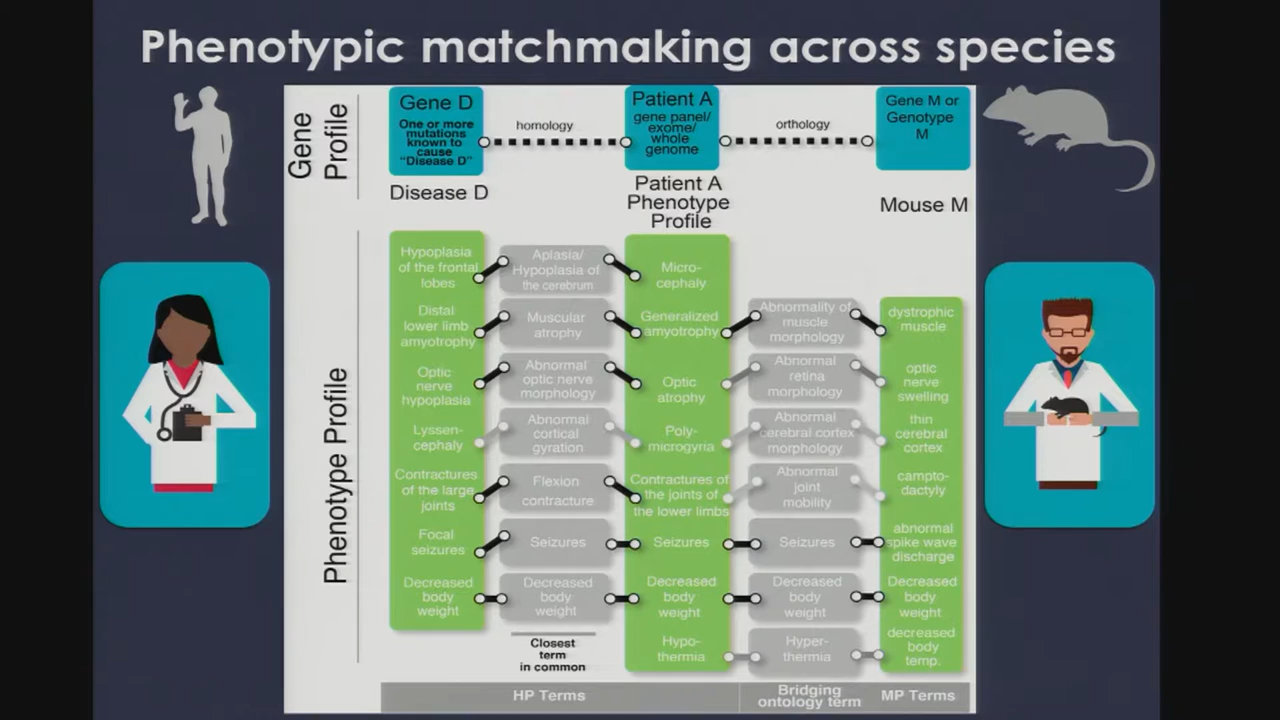 Phenotypic matchmaking across species
Gene
Profile
Gene D
One or more
mutations
known to
cause
"Disease D"
homology
Patient A
gene panel/
exome/
whole
genome
orthology
Gene M or
Genotype
M
Disease D
Patient A
Phenotype
Profile
Mouse M
Phenotype Profile
Hypoplasia
of the frontal
lobes
Aplasia/
Hypoplasia of
the cerebrum
Micro-
cephaly
Distal
lower limb
amyotrophy
Muscular
atrophy
Generalized
amyotrophy
Abnormality of
muscle
morphology
dystrophic
muscle
Optic
nerve
hypoplasia
Abnormal
optic nerve
morphology
Optic
atrophy
Abnormal
retina
morphology
optic
nerve
swelling
Lyssen-
cephaly
Abnormal
cortical
gyration
Poly-
microgyria
Abnormal
cerebral cortex
morphology
thin
cerebral
cortex
Contractures
of the large
joints
Flexion
contracture
Contractures of
the joints of
the lower limbs
Abnormal
joint
mobility
campto-
dactyly
Focal
seizures
Seizures
Seizures
Seizures
abnormal
spike wave
discharge
Decreased
body
weight
Decreased
body
weight
Decreased
body
weight
Decreased
body
weight
Decreased
body
weight
Closest
term
in common
Hypo-
thermia
Hyper-
thermia
decreased
body
temp.
HP Terms
Bridging
ontology term
MP Terms